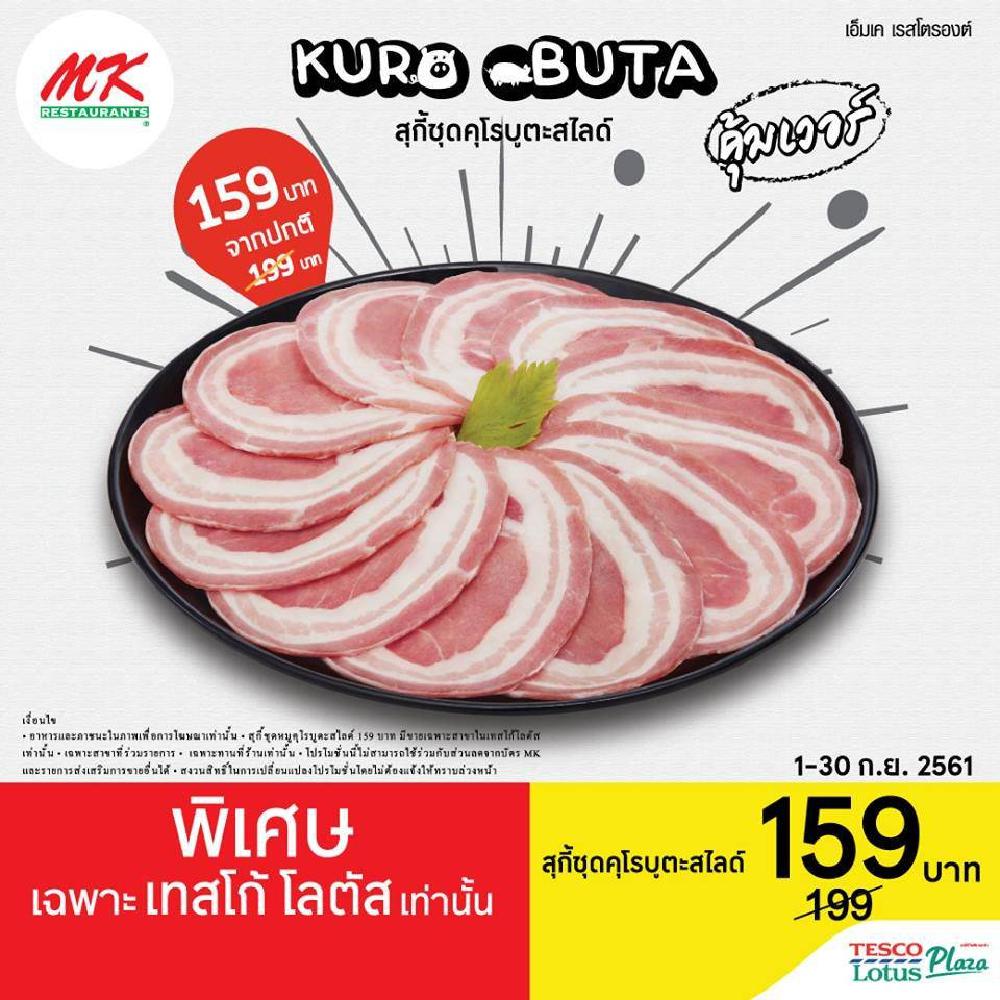 เอ็มเค เรสโตรองต์
MK
RESTAURANTS
KUROBUTA
สุกี้ชุดคุโรบูตะสไลด์
คุ้มเวอร์
159 บาท
จากปกติ
199 บาท
เงื่อนไข
• อาหารและภาชนะในภาพเพื่อการโฆษณาเท่านั้น • สุกี้ชุดหมูคุโรบูตะสไลด์ 159 บาท มีขายเฉพาะสาขาในเทสโก้โลตัส
เท่านั้น • เฉพาะสาขาที่ร่วมรายการ • เฉพาะทานที่ร้านเท่านั้น • โปรโมชั่นนี้ไม่สามารถใช้ร่วมกับส่วนลดจากบัตร MK
และรายการส่งเสริมการขายอื่นได้ • สงวนสิทธิ์ในการเปลี่ยนแปลงโปรโมชั่นโดยไม่ต้องแจ้งให้ทราบล่วงหน้า
1-30 ก.ย. 2561
พิเศษ
เฉพาะ เทสโก้ โลตัส เท่านั้น
สุกี้ชุดคุโรบูตะสไลด์ 159 บาท
199
TESCO
Lotus Plaza